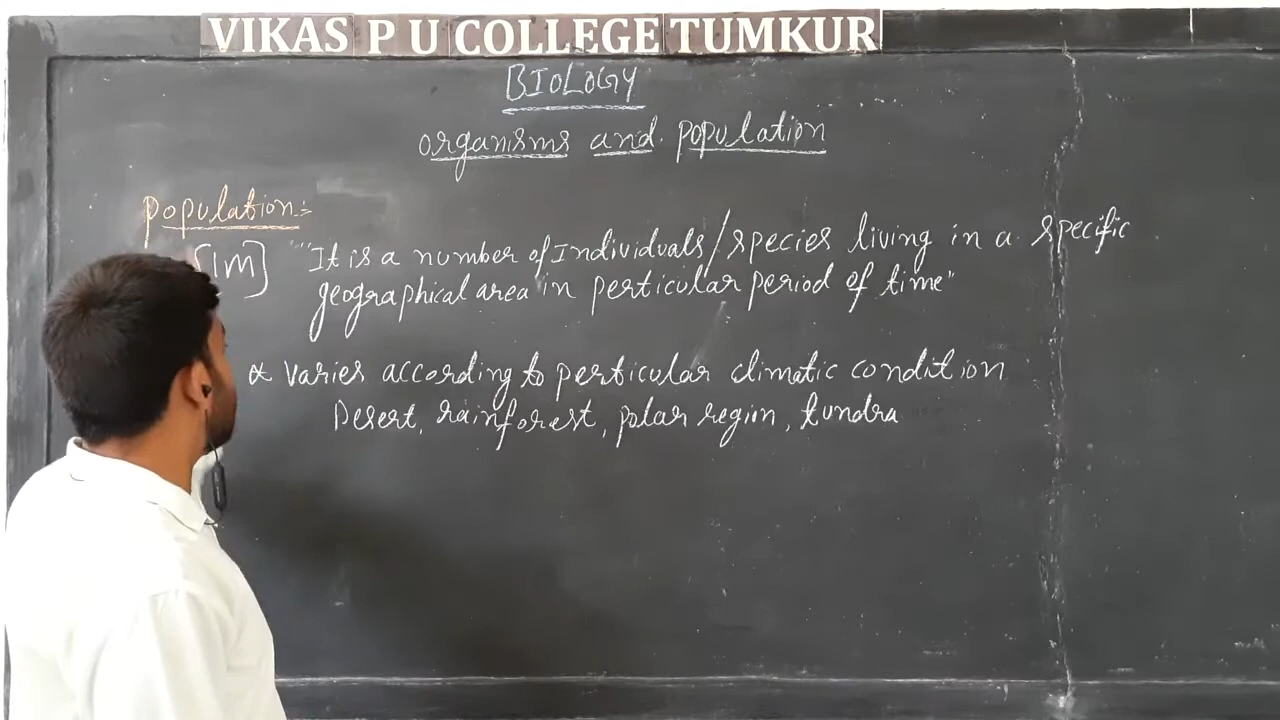 VIKAS P U COLLEGE TUMKUR
BIOLOGY
organisms and population
population:-
[1M] "It is a number of Individuals/species living in a specific
geographical area in perticular period of time"
* varies according to perticular climatic condition
Desert, rainforest, polar region, tundra